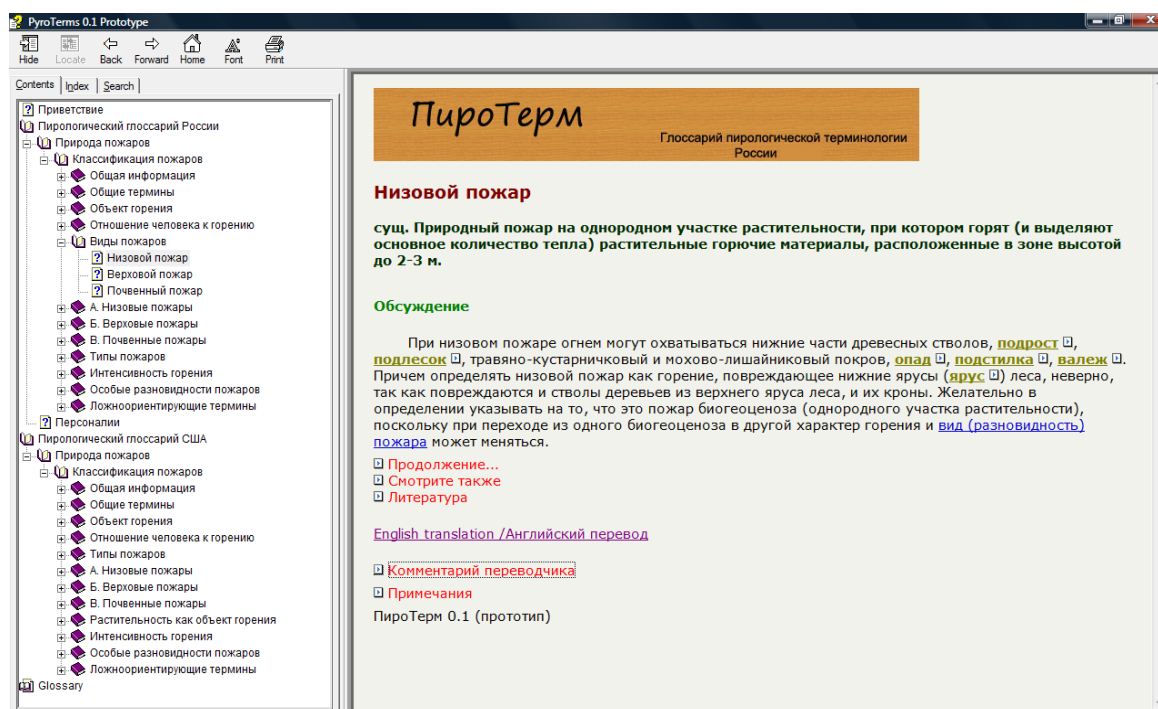 PyroTerms 0.1 Prototype
Hide Locate Back Forward Home Font Print
Contents Index Search
Приветствие
Пирологический глоссарий России
Природа пожаров
Классификация пожаров
Общая информация
Общие термины
Объект горения
Отношение человека к горению
Виды пожаров
Низовой пожар
Верховой пожар
Почвенный пожар
А. Низовые пожары
Б. Верховые пожары
В. Почвенные пожары
Типы пожаров
Интенсивность горения
Особые разновидности пожаров
Ложноориентирующие термины
Персоналии
Пирологический глоссарий США
Природа пожаров
Классификация пожаров
Общая информация
Общие термины
Объект горения
Отношение человека к горению
Типы пожаров
А. Низовые пожары
Б. Верховые пожары
В. Почвенные пожары
Растительность как объект горения
Интенсивность горения
Особые разновидности пожаров
Ложноориентирующие термины
Glossary
ПироТерм
Глоссарий пирологической терминологии
России
Низовой пожар
сущ. Природный пожар на однородном участке растительности, при котором горят (и выделяют
основное количество тепла) растительные горючие материалы, расположенные в зоне высотой
до 2-3 м.
Обсуждение
При низовом пожаре огнем могут охватываться нижние части древесных стволов, подрост,
подлесок, травяно-кустарничковый и мохово-лишайниковый покров, опад, подстилка, валеж.
Причем определять низовой пожар как горение, повреждающее нижние ярусы (ярус) леса, неверно,
так как повреждаются и стволы деревьев из верхнего яруса леса, и их кроны. Желательно в
определении указывать на то, что это пожар биогеоценоза (однородного участка растительности),
поскольку при переходе из одного биогеоценоза в другой характер горения и вид (разновидность)
пожара может меняться.
Продолжение...
Смотрите также
Литература
English translation /Английский перевод
Комментарий переводчика
Примечания
ПироТерм 0.1 (прототип)